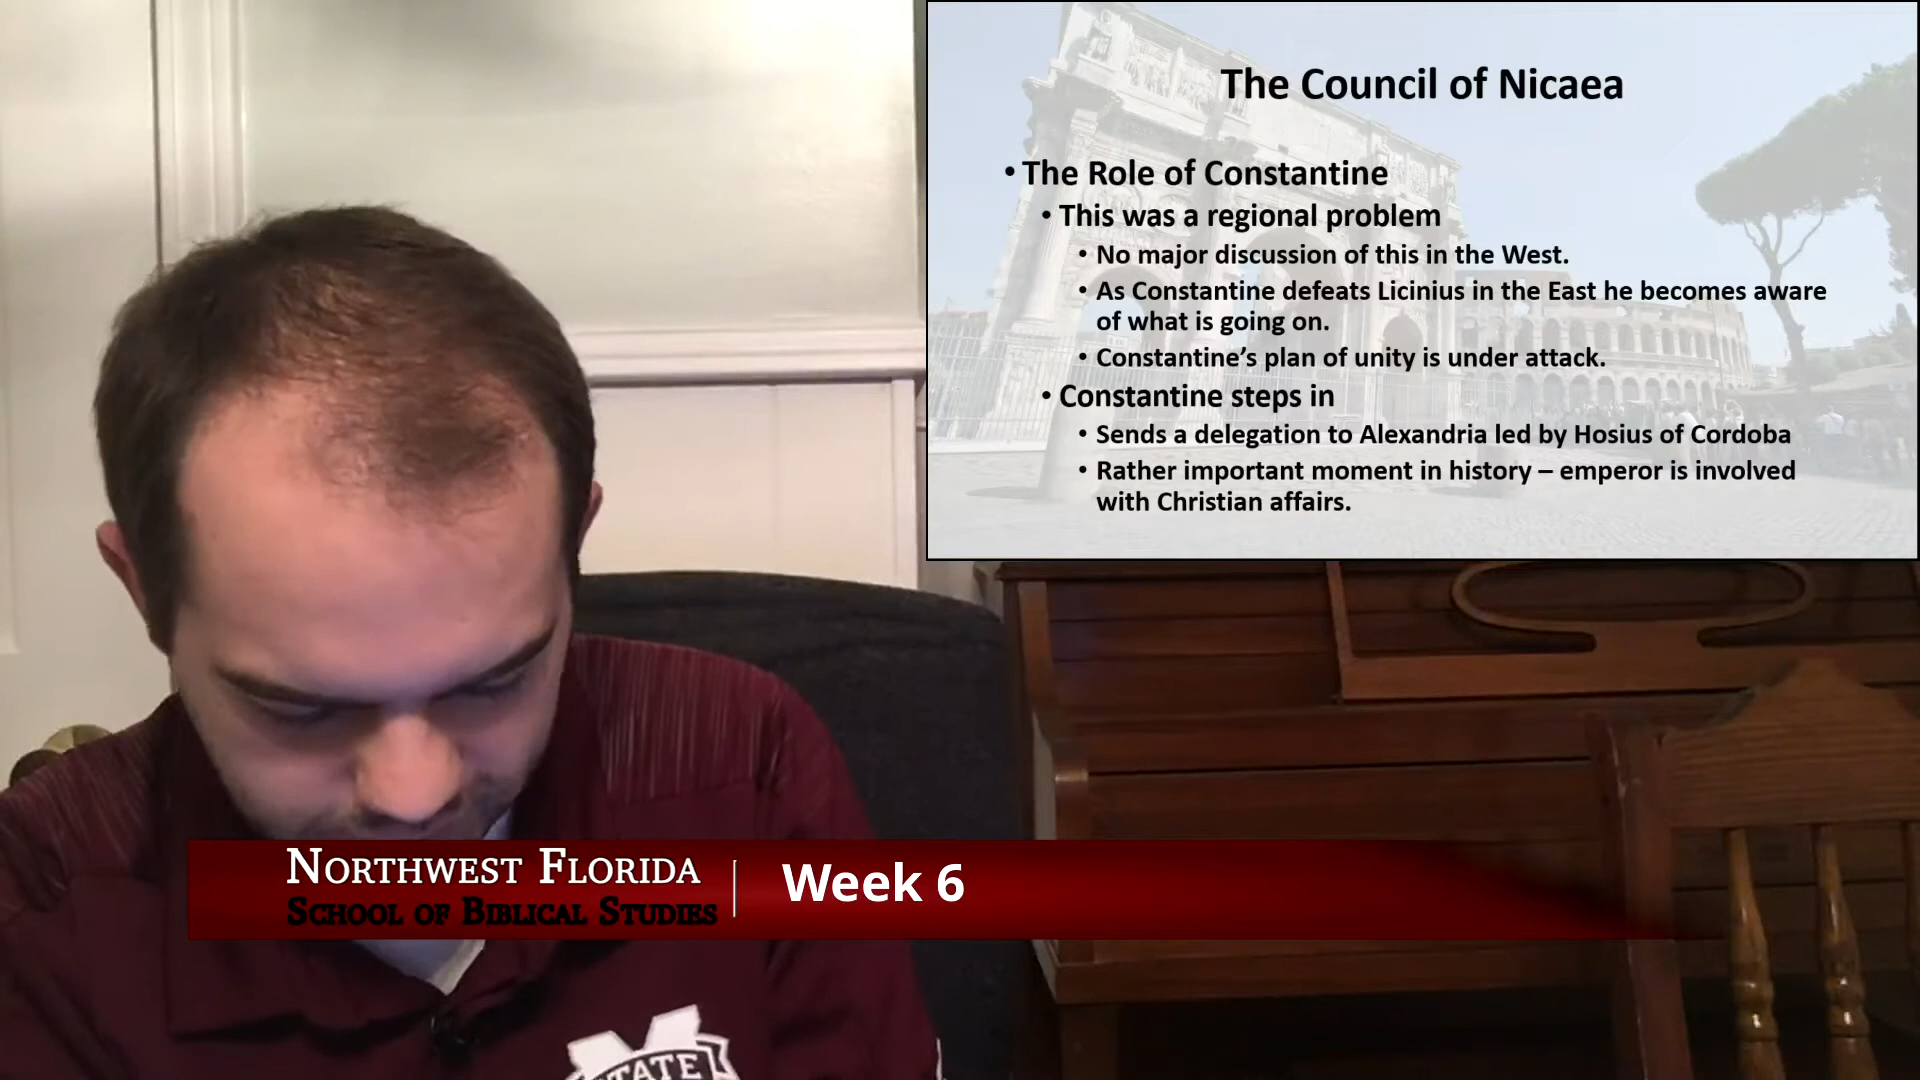 The Council of Nicaea
• The Role of Constantine
• This was a regional problem
• No major discussion of this in the West.
• As Constantine defeats Licinius in the East he becomes aware
of what is going on.
• Constantine's plan of unity is under attack.
• Constantine steps in
• Sends a delegation to Alexandria led by Hosius of Cordoba
• Rather important moment in history – emperor is involved
with Christian affairs.
NORTHWEST FLORIDA
SCHOOL OF BIBLICAL STUDIES
Week 6
STATE